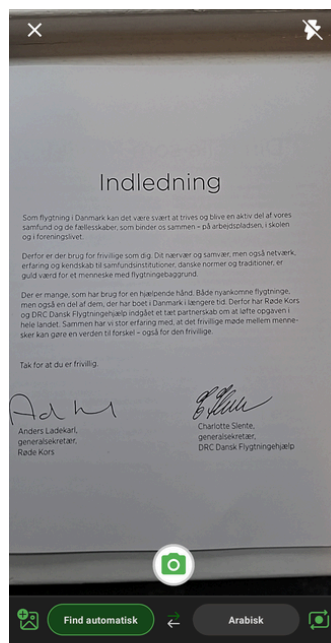 Indledning
Som flygtning i Danmark kan det være svært at trives og blive en aktiv del af vores
samfund og de fællesskaber, som binder os sammen – på arbejdspladsen, i skolen
og i foreningslivet.
Derfor er der brug for frivillige som dig. Dit nærvær og samvær, men også netværk,
erfaring og kendskab til samfundsinstitutioner, danske normer og traditioner, er
guld værd for et menneske med flygtningebaggrund.
Der er mange, som har brug for en hjælpende hånd. Både nyankomne flygtninge,
men også en del af dem, der har boet i Danmark i længere tid. Derfor har Røde Kors
og DRC Dansk Flygtningehjælp indgået et tæt partnerskab om at løfte opgaven i
hele landet. Sammen har vi stor erfaring med, at det frivillige møde mellem menne-
sker kan gøre en verden til forskel – også for den frivillige.
Tak for at du er frivillig.
Anders Ladekarl,
generalsekretær,
Røde Kors
Charlotte Slente,
generalsekretær,
DRC Dansk Flygtningehjælp
Find automatisk
Arabisk